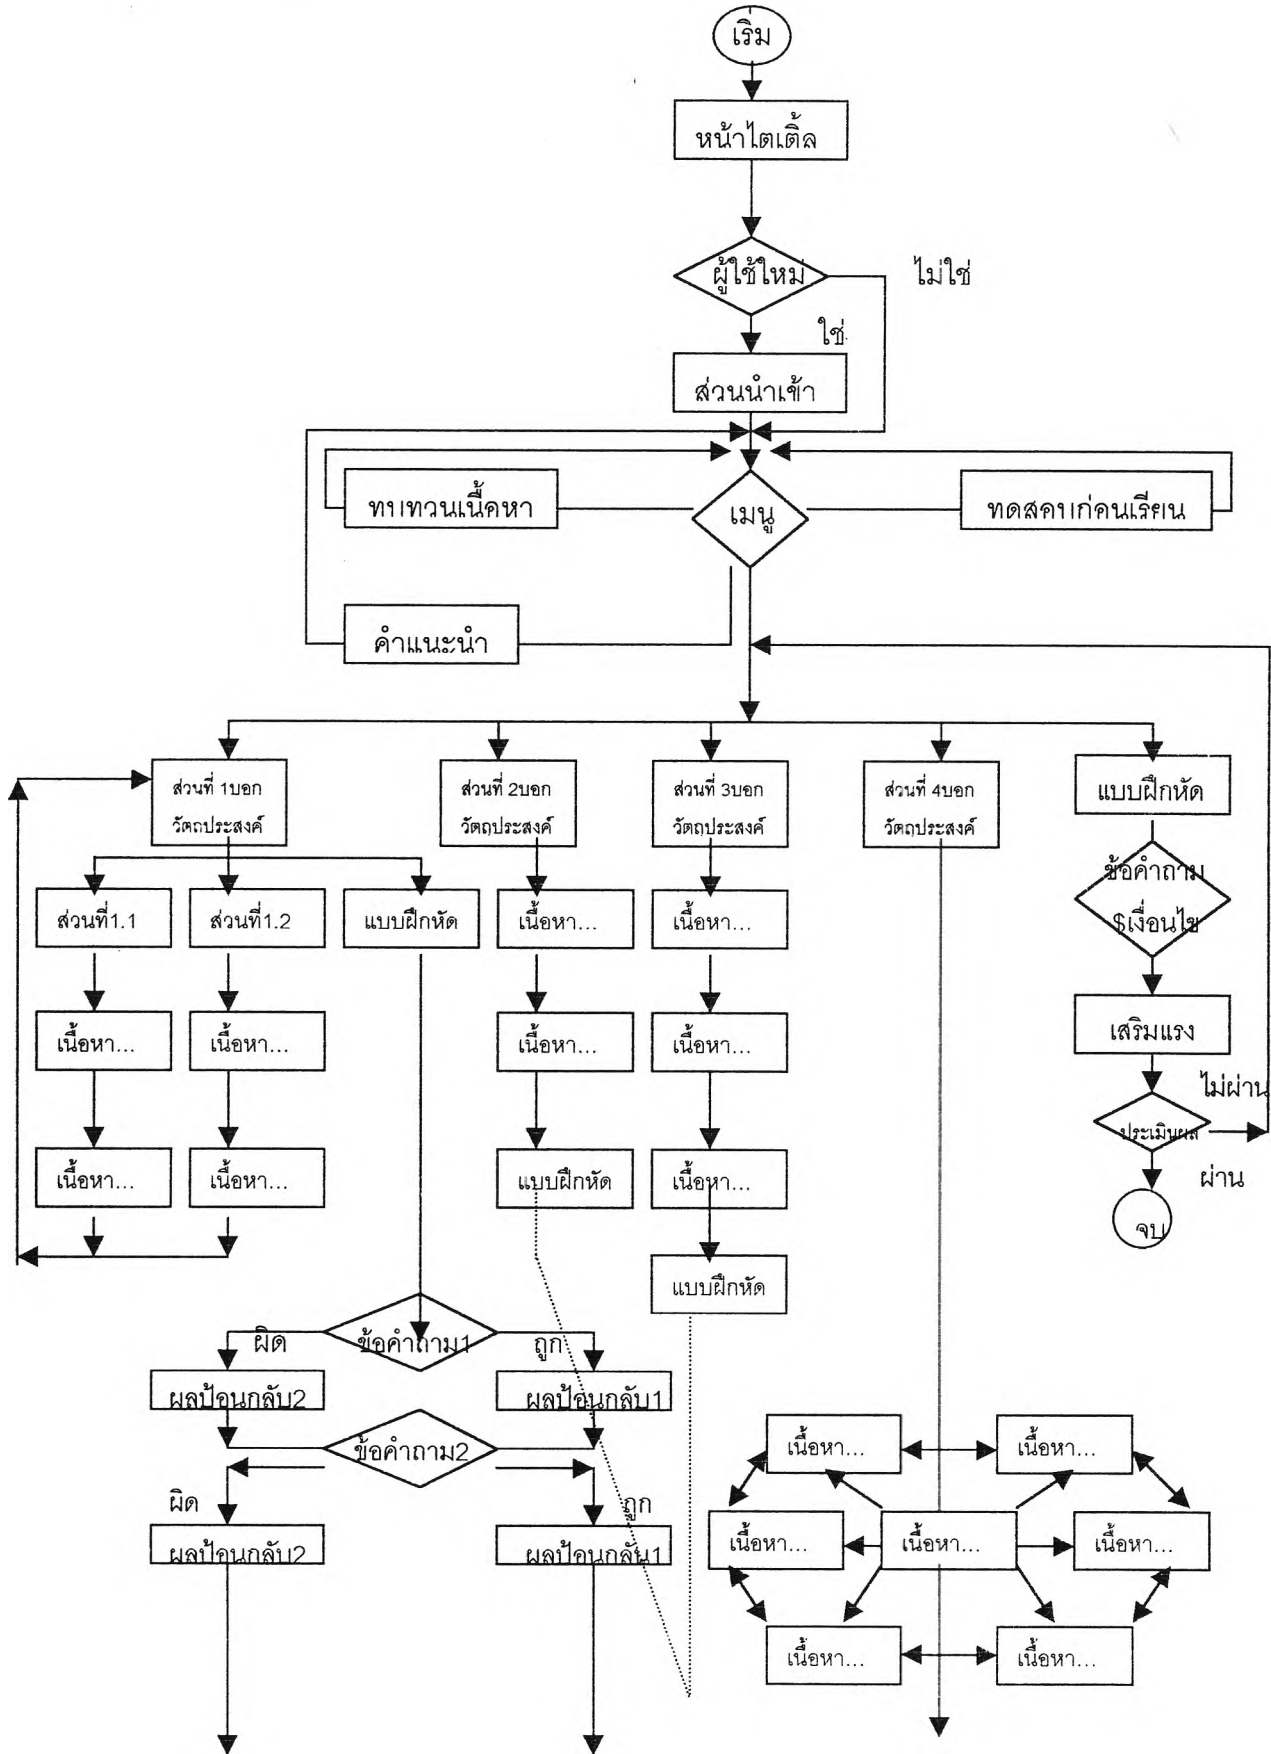 เริ่ม
หน้าไตเติ้ล
ผู้ใช้ใหม่
ไม่ใช่
ใช่
ส่วนนำเข้า
ทบทวนเนื้อหา
เมนู
ทดสอบก่อนเรียน
คำแนะนำ
ส่วนที่ 1บอก
วัตถุประสงค์
ส่วนที่ 2บอก
วัตถุประสงค์
ส่วนที่ 3บอก
วัตถุประสงค์
ส่วนที่ 4บอก
วัตถุประสงค์
แบบฝึกหัด
ข้อคำถาม
$เงื่อนไข
ส่วนที่1.1
ส่วนที่1.2
แบบฝึกหัด
เนื้อหา...
เนื้อหา...
เนื้อหา...
เนื้อหา...
เนื้อหา...
เนื้อหา...
เสริมแรง
ไม่ผ่าน
ประเมินผล
ผ่าน
จบ
เนื้อหา...
เนื้อหา...
แบบฝึกหัด
เนื้อหา...
แบบฝึกหัด
ผิด
ข้อคำถาม1
ถูก
ผลป้อนกลับ2
ผลป้อนกลับ1
ข้อคำถาม2
ผิด
ถูก
ผลป้อนกลับ2
ผลป้อนกลับ1
เนื้อหา...
เนื้อหา...
เนื้อหา...
เนื้อหา...
เนื้อหา...
เนื้อหา...
เนื้อหา...